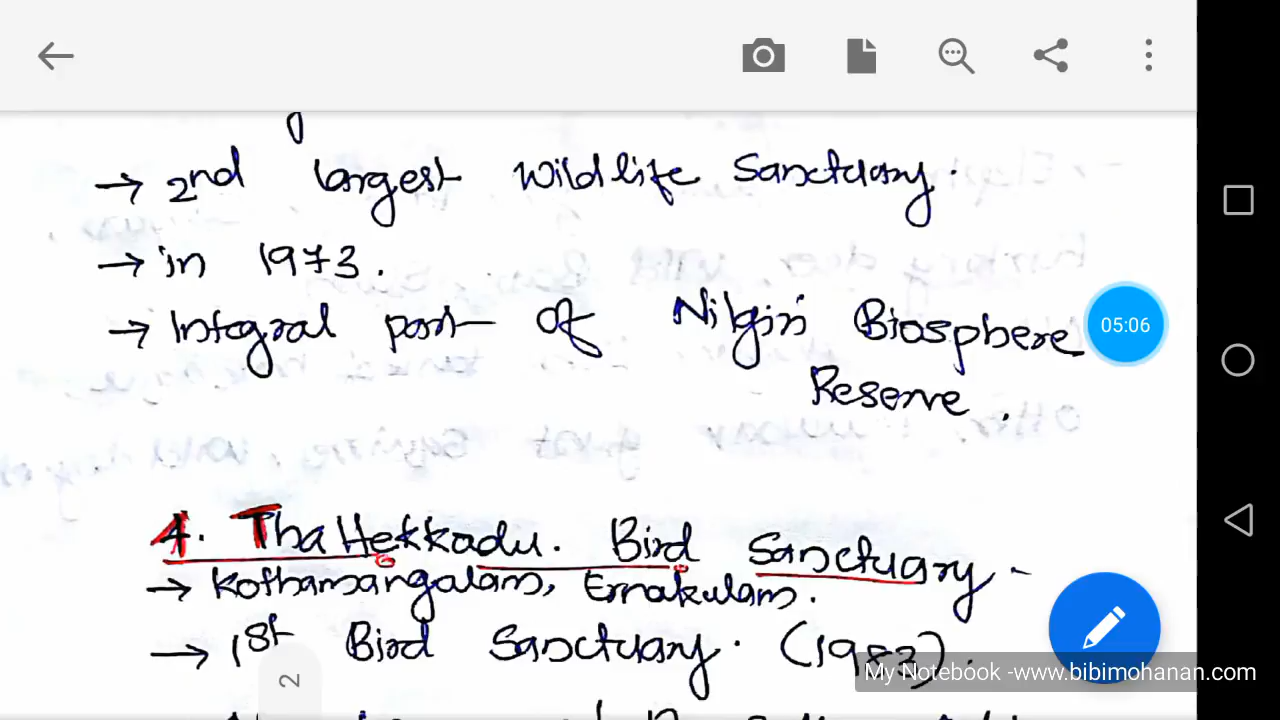 → 2nd largest Wildlife Sanctuary.
→ in 1973.
→ Integral part of Nilgiri Biosphere
Reserve.
05:06
4. Thattekkadu. Bird Sanctuary -
→ Kothamangalam, Ernakulam.
→ 1st Bird Sanctuary. (1983).
2
My Notebook -www.bibimohanan.com